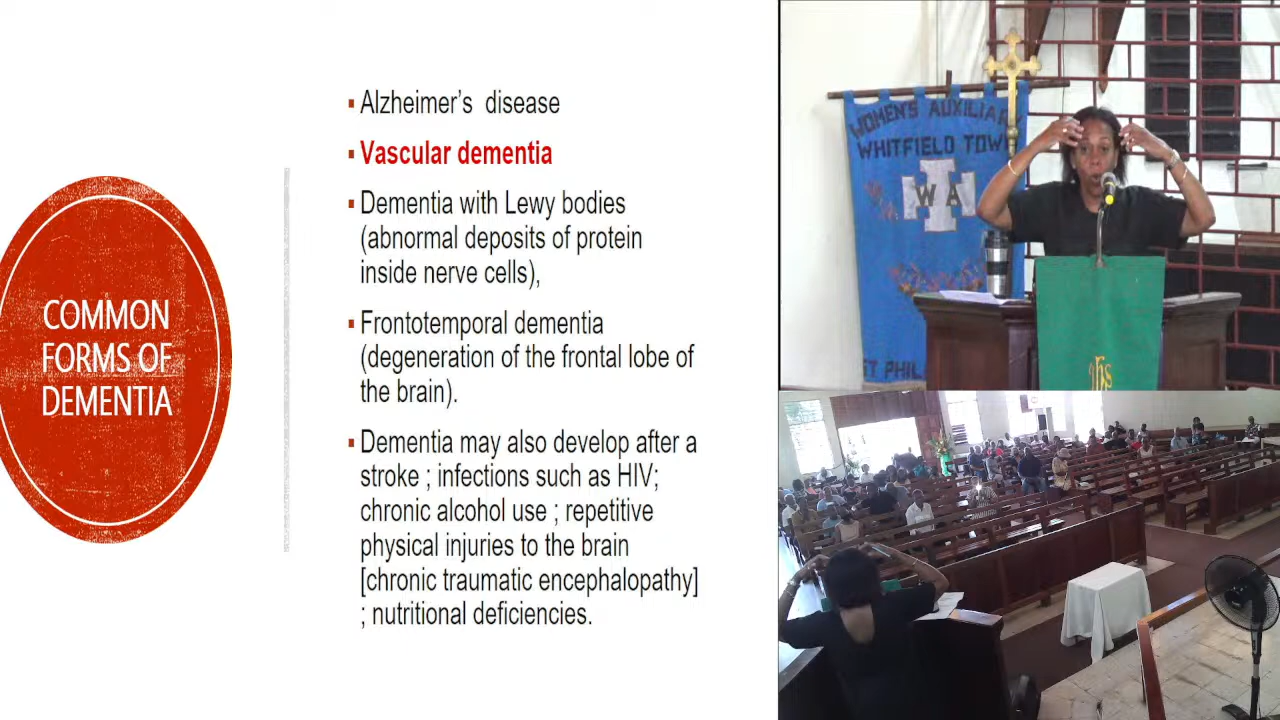 COMMON
FORMS OF
DEMENTIA
▪ Alzheimer’s disease
▪ Vascular dementia
▪ Dementia with Lewy bodies
(abnormal deposits of protein
inside nerve cells),
▪ Frontotemporal dementia
(degeneration of the frontal lobe of
the brain).
▪ Dementia may also develop after a
stroke ; infections such as HIV;
chronic alcohol use ; repetitive
physical injuries to the brain
[chronic traumatic encephalopathy]
; nutritional deficiencies.
WOMEN'S AUXILIA
WHITFIELD TOW
W A
ST PHIL
ihs